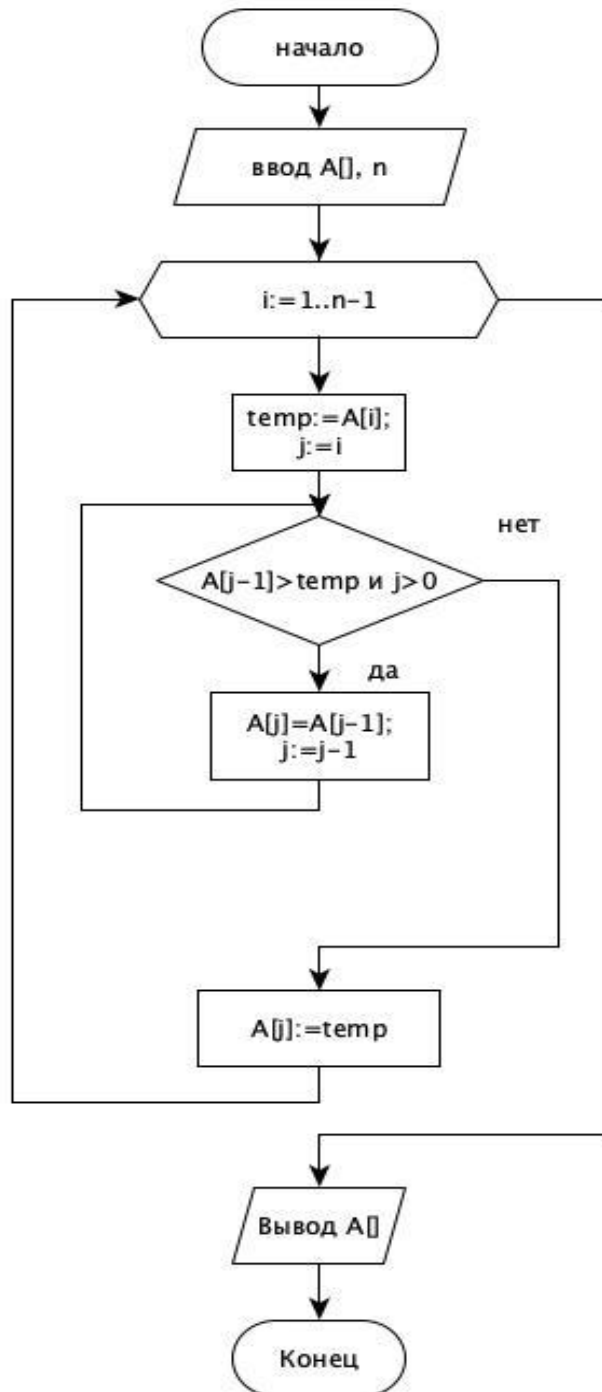 начало
ввод A[], n
i:=1..n-1
temp:=A[i];
j:=i
нет
A[j-1]>temp и j>0
да
A[j]=A[j-1];
j:=j-1
A[j]:=temp
Вывод A[]
Конец